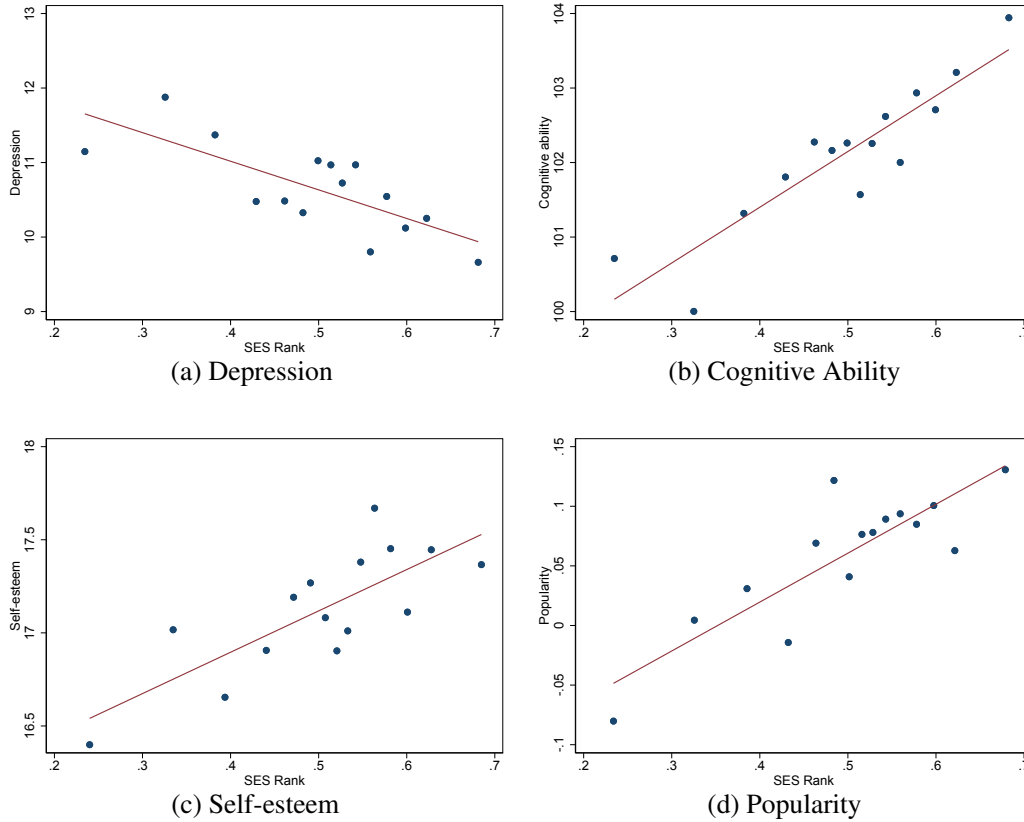 13
12
11
10
9
Depression
.2 .3 .4 .5 .6 .7
SES Rank
(a) Depression
104
103
102
101
100
Cognitive ability
.2 .3 .4 .5 .6 .7
SES Rank
(b) Cognitive Ability
18
17.5
17
16.5
Self-esteem
.2 .3 .4 .5 .6 .7
SES Rank
(c) Self-esteem
.15
.1
.05
0
-.05
-.1
Popularity
.2 .3 .4 .5 .6 .7
SES Rank
(d) Popularity